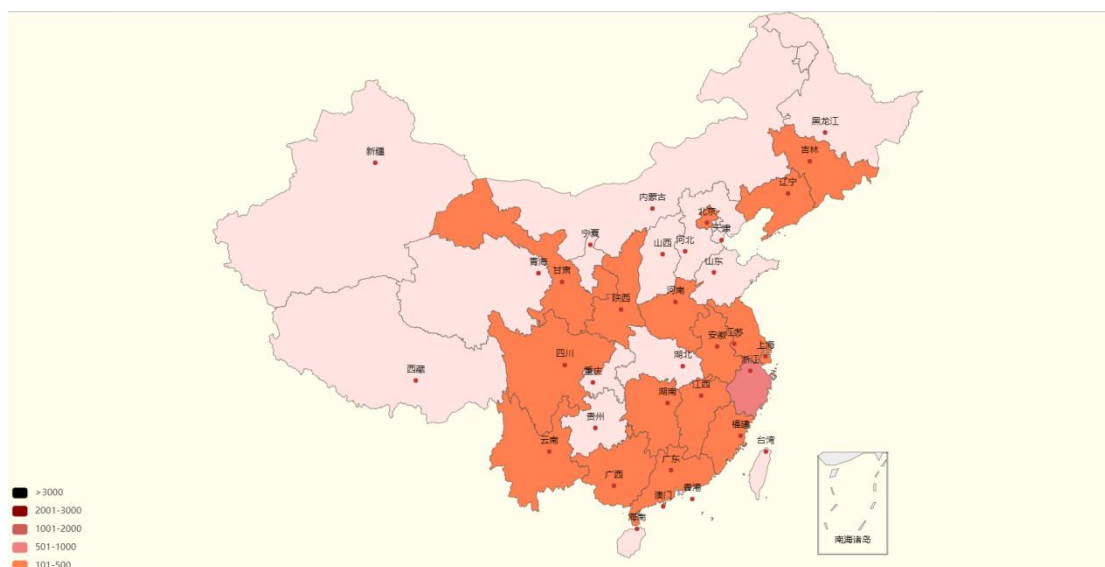 黑龙江
吉林
新疆
辽宁
内蒙古
北京
天津
宁夏
山西
河北
青海
甘肃
山东
陕西
河南
安徽
江苏
上海
四川
湖北
浙江
重庆
西藏
湖南
江西
贵州
福建
云南
台湾
广东
广西
澳门
香港
海南
南海诸岛
>3000
2001-3000
1001-2000
501-1000
101-500